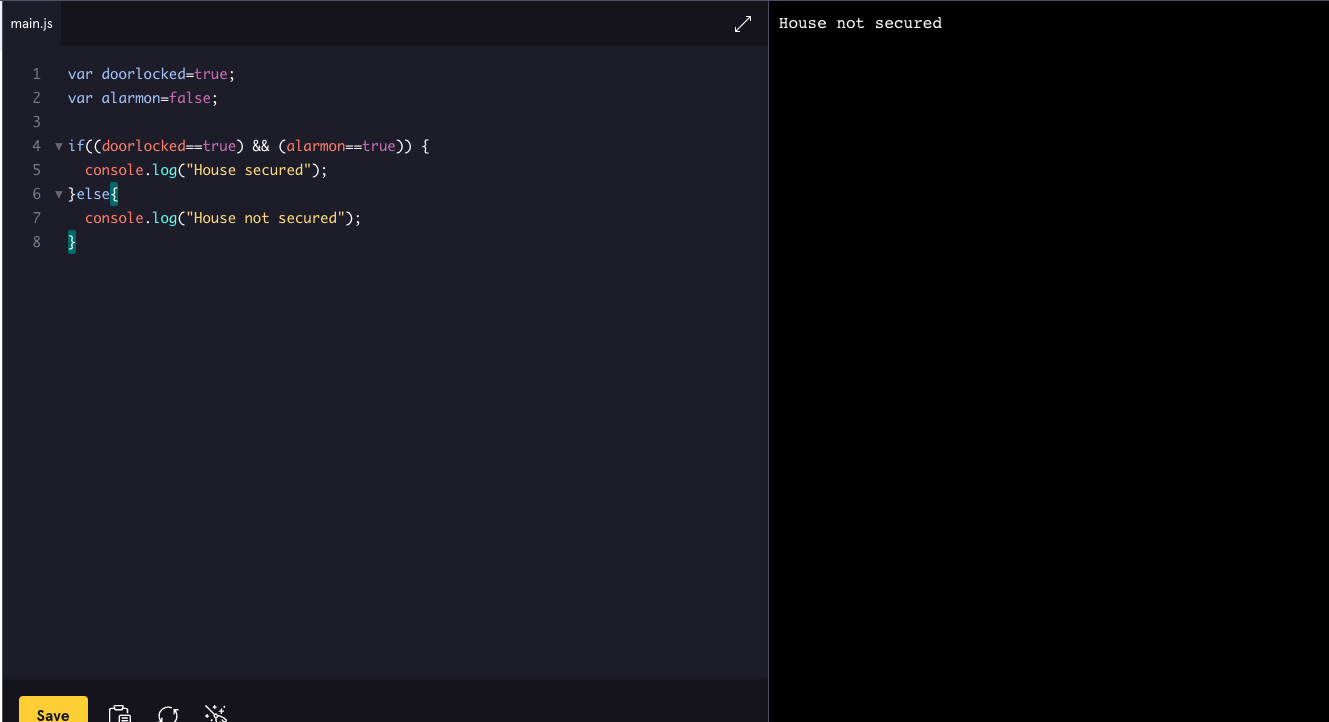 main.js
1 var doorlocked=true;
2 var alarmon=false;
3
4 if((doorlocked==true) && (alarmon==true)) {
5   console.log("House secured");
6 }else{
7   console.log("House not secured");
8 }
Save
House not secured